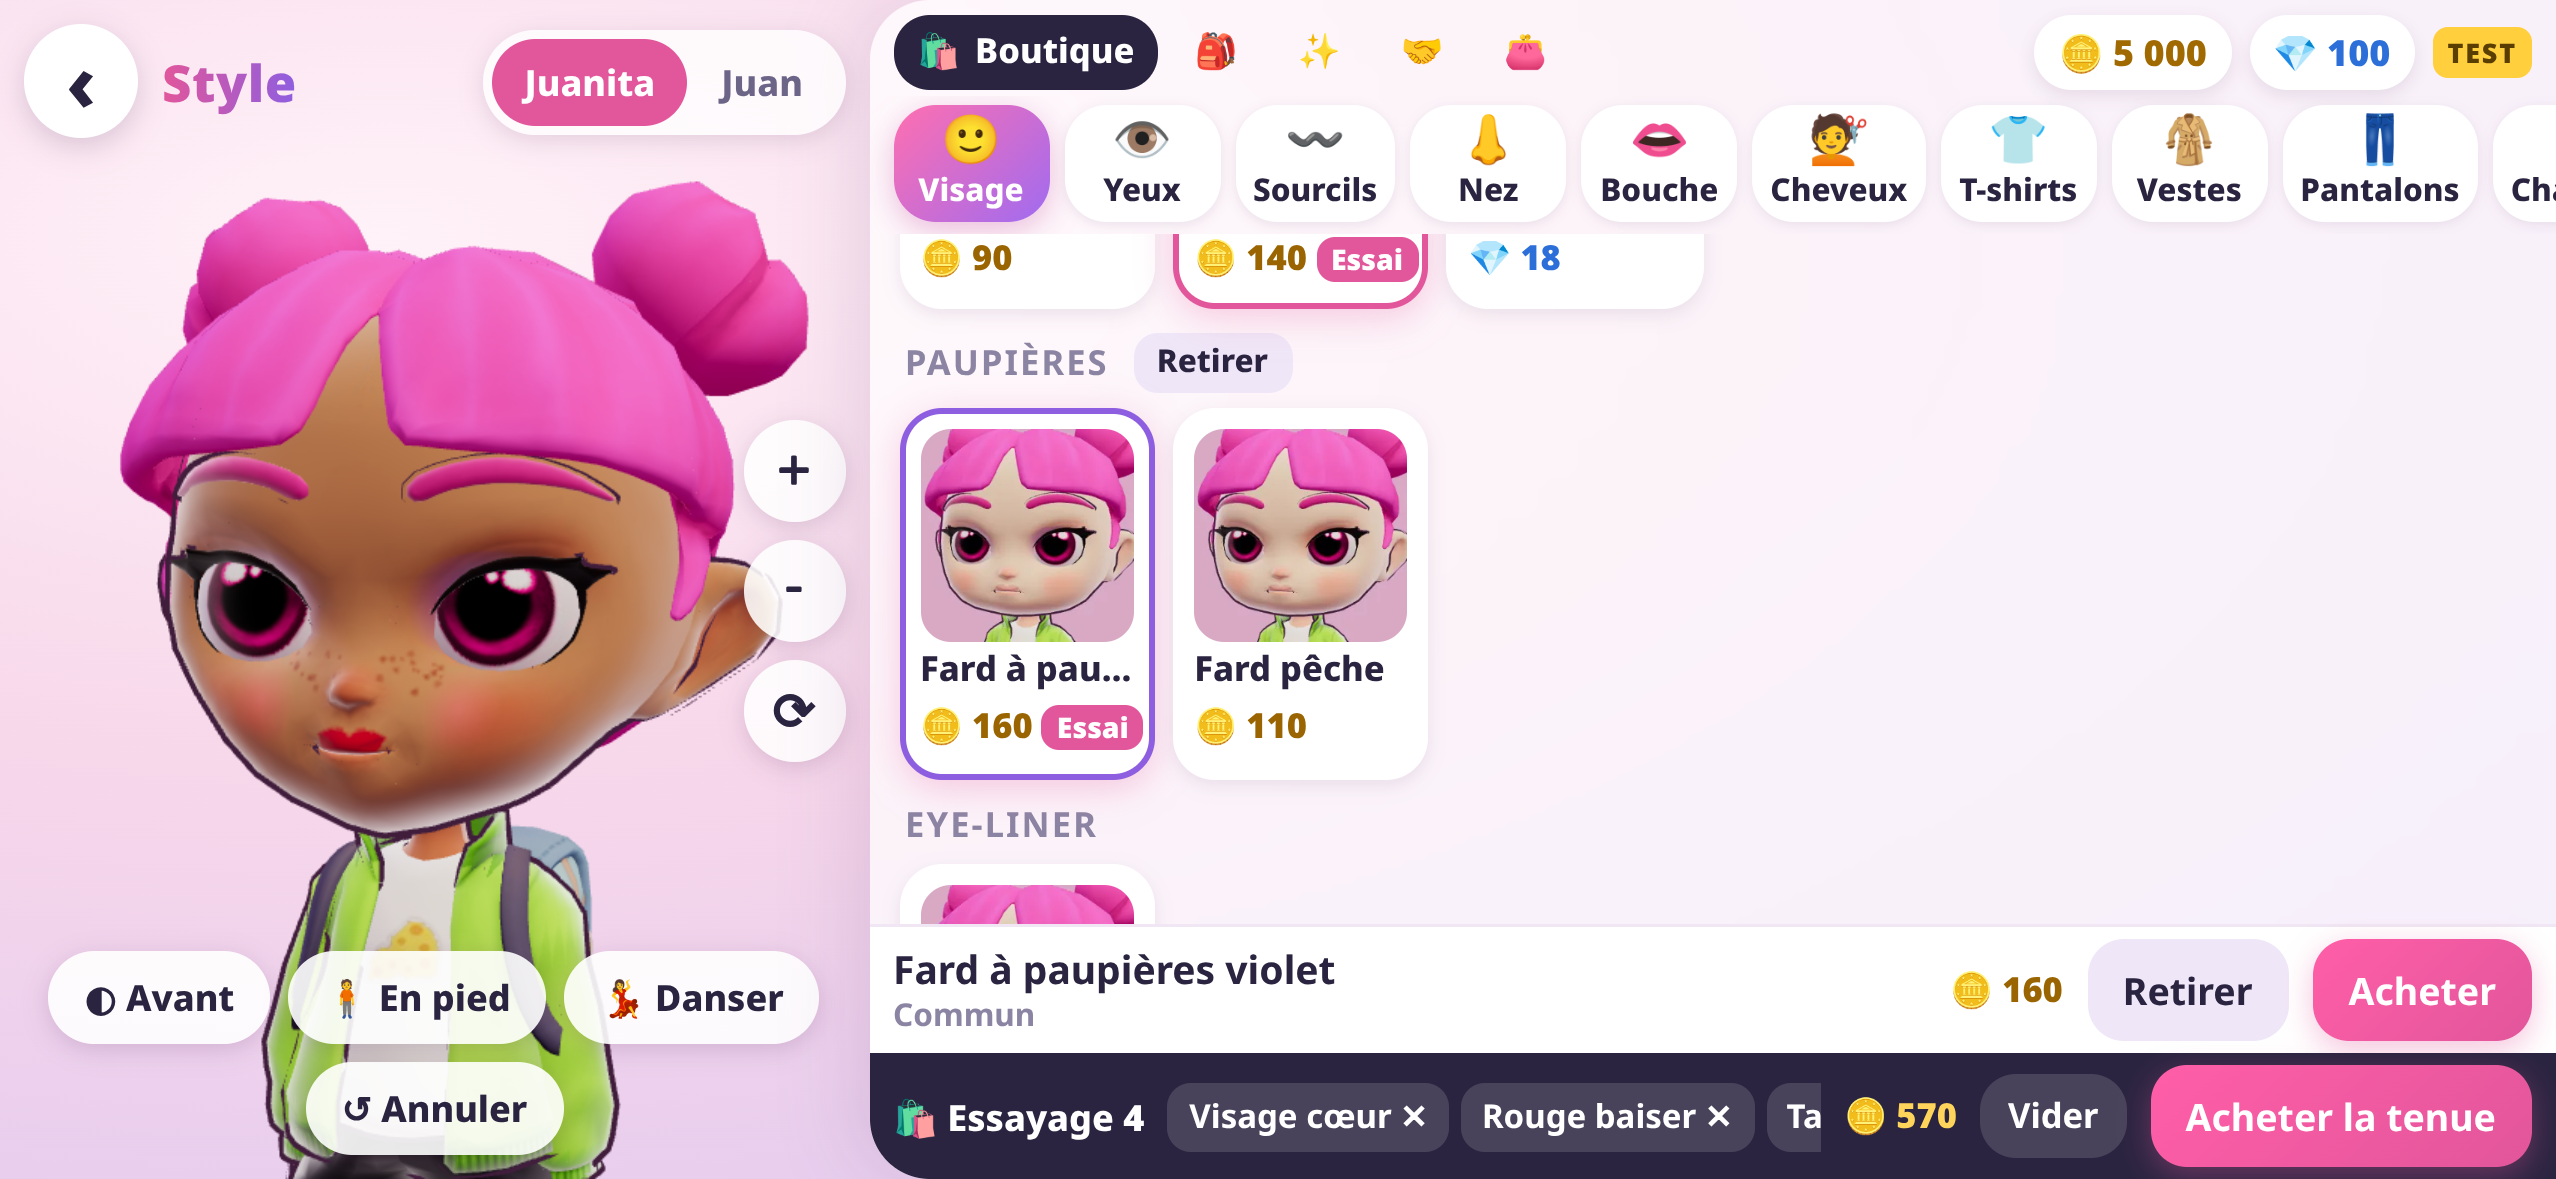 Style
Juanita
Juan
Boutique
5 000
100
TEST
Visage
Yeux
Sourcils
Nez
Bouche
Cheveux
T-shirts
Vestes
Pantalons
Cha
90
140 Essai
18
PAUPIÈRES
Retirer
Fard à pau...
160 Essai
Fard pêche
110
EYE-LINER
+
-
Avant
En pied
Danser
Annuler
Fard à paupières violet
Commun
160
Retirer
Acheter
Essayage 4
Visage cœur ✕
Rouge baiser ✕
Ta
570
Vider
Acheter la tenue